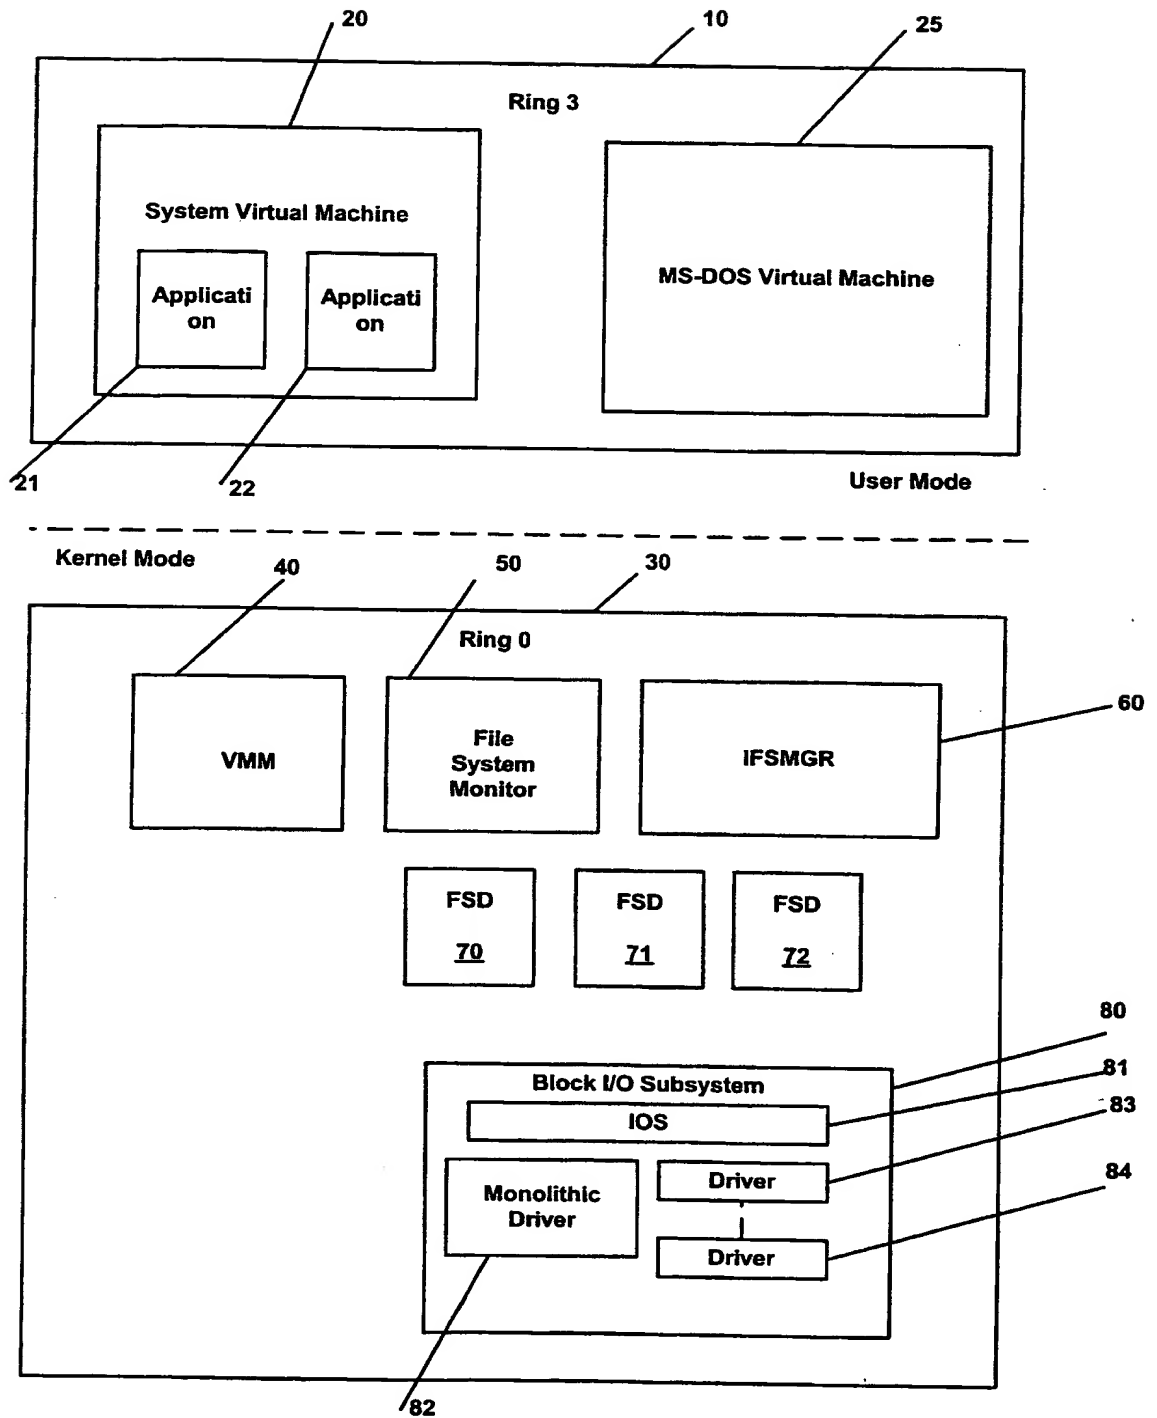 20
10
25
Ring 3
System Virtual Machine
MS-DOS Virtual Machine
Applicati
on
Applicati
on
21
22
User Mode
Kernel Mode
40
50
30
Ring 0
60
VMM
File
System
Monitor
IFSMGR
FSD
70
FSD
71
FSD
72
80
Block I/O Subsystem
81
IOS
83
Monolithic
Driver
Driver
84
Driver
82